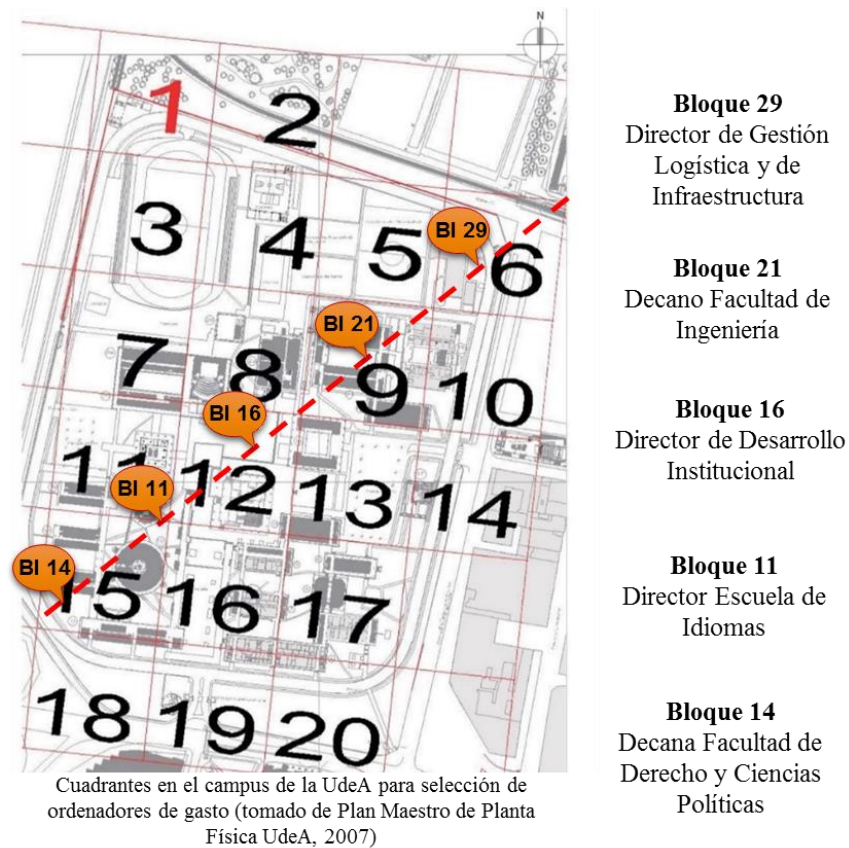 N
1
2
3
4
5
6
Bl 29
Bl 21
7
8
9
10
Bl 16
11
12
13
14
Bl 11
Bl 14
15
16
17
18
19
20
Cuadrantes en el campus de la UdeA para selección de
ordenadores de gasto (tomado de Plan Maestro de Planta
Física UdeA, 2007)
Bloque 29
Director de Gestión
Logística y de
Infraestructura
Bloque 21
Decano Facultad de
Ingeniería
Bloque 16
Director de Desarrollo
Institucional
Bloque 11
Director Escuela de
Idiomas
Bloque 14
Decana Facultad de
Derecho y Ciencias
Políticas